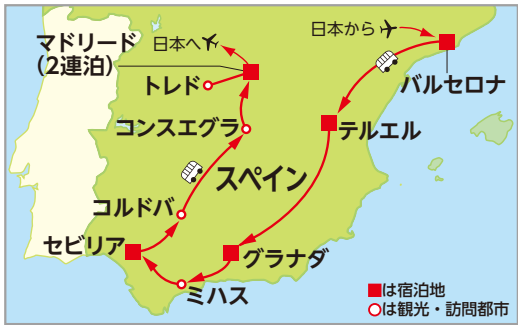 マドリード
(2連泊)
日本へ
日本から
バルセロナ
トレド
コンスエグラ
テルエル
スペイン
コルドバ
セビリア
グラナダ
ミハス
■は宿泊地
○は観光・訪問都市